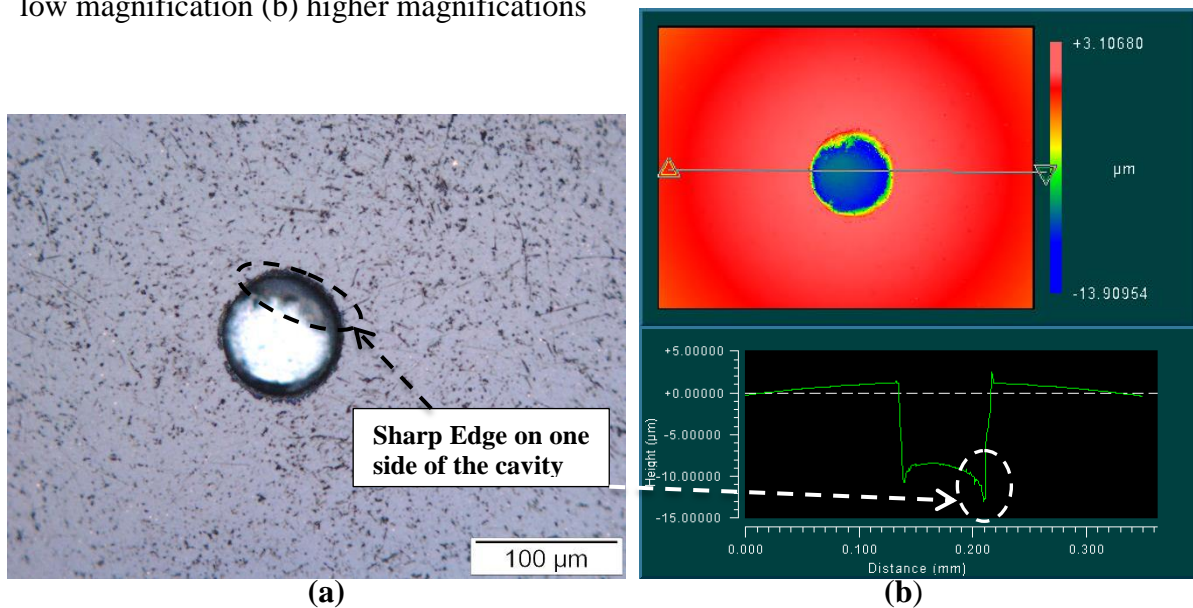 low magnification (b) higher magnifications
+3.10680
µm
-13.90954
Sharp Edge on one
side of the cavity
100 µm
+5.00000
+0.00000
-5.00000
-10.00000
-15.00000
Height (µm)
0.000
0.100
0.200
0.300
Distance (mm)
(a)
(b)